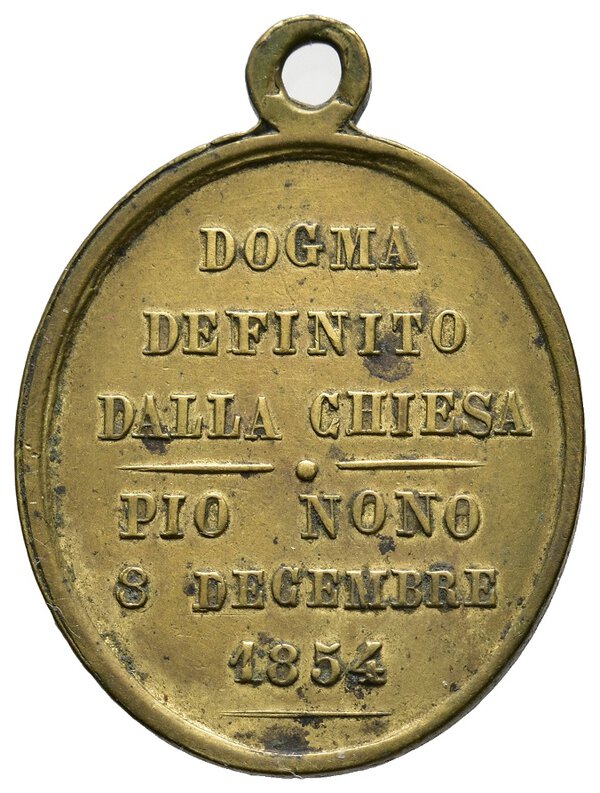 DOGMA
DEFINITO
DALLA CHIESA
PIO NONO
8 DECEMBRE
1854